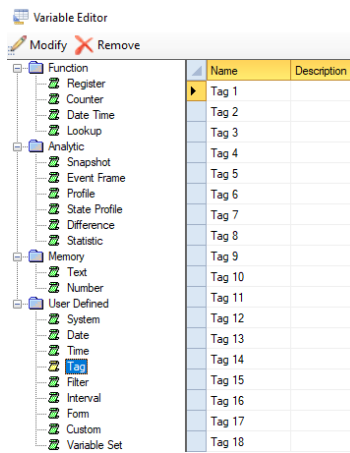 Variable Editor
Modify Remove
Function
Register
Counter
Date Time
Lookup
Analytic
Snapshot
Event Frame
Profile
State Profile
Difference
Statistic
Memory
Text
Number
User Defined
System
Date
Time
Tag
Filter
Interval
Form
Custom
Variable Set
Name Description
Tag 1
Tag 2
Tag 3
Tag 4
Tag 5
Tag 6
Tag 7
Tag 8
Tag 9
Tag 10
Tag 11
Tag 12
Tag 13
Tag 14
Tag 15
Tag 16
Tag 17
Tag 18